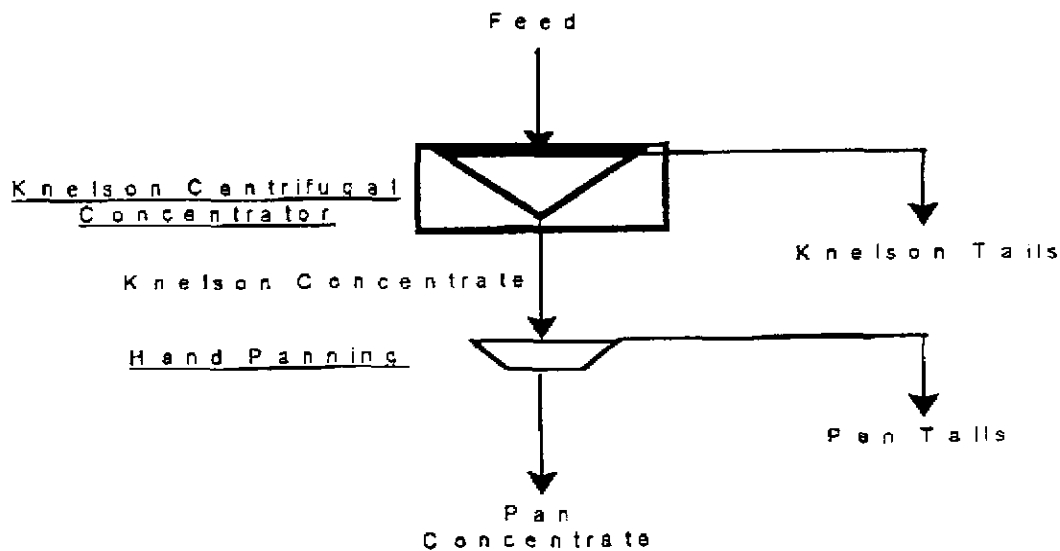 Feed
Knelson Centrifugal
Concentrator
Knelson Tails
Knelson Concentrate
Hand Panning
Pan Tails
Pan
Concentrate